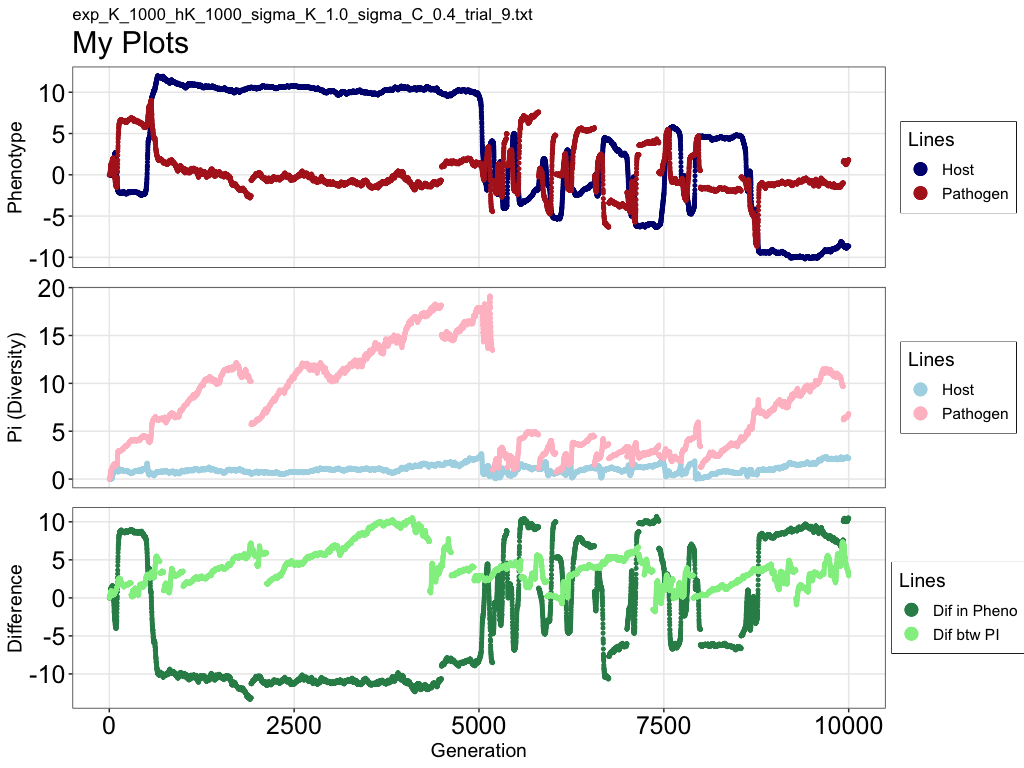 exp_K_1000_hK_1000_sigma_K_1.0_sigma_C_0.4_trial_9.txt
My Plots
Phenotype
10
5
0
-5
-10
Lines
Host
Pathogen
Pi (Diversity)
20
15
10
5
0
Lines
Host
Pathogen
Difference
10
5
0
-5
-10
Lines
Dif in Pheno
Dif btw PI
0 2500 5000 7500 10000
Generation